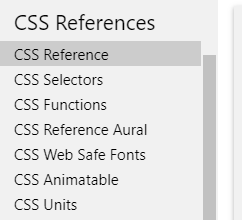 CSS References
CSS Reference
CSS Selectors
CSS Functions
CSS Reference Aural
CSS Web Safe Fonts
CSS Animatable
CSS Units